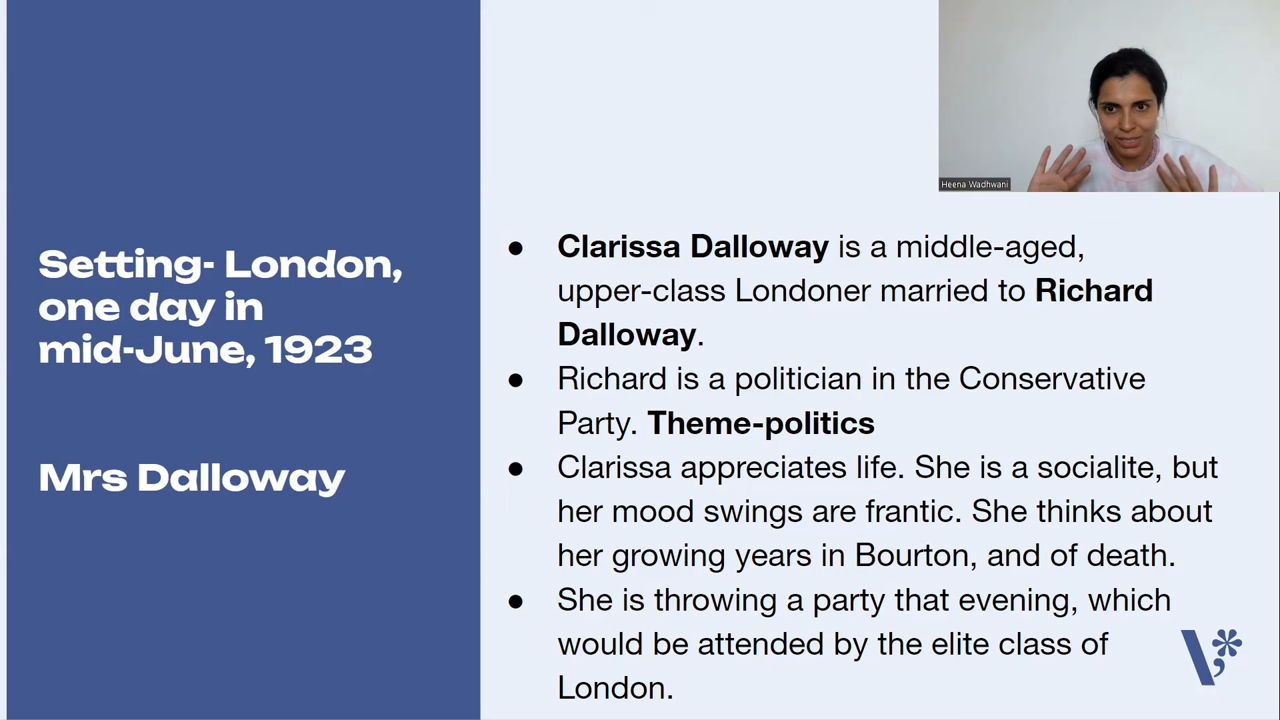 Setting- London,
one day in
mid-June, 1923
Mrs Dalloway
Heena Wadhwani
● Clarissa Dalloway is a middle-aged,
upper-class Londoner married to Richard
Dalloway.
● Richard is a politician in the Conservative
Party. Theme-politics
● Clarissa appreciates life. She is a socialite, but
her mood swings are frantic. She thinks about
her growing years in Bourton, and of death.
● She is throwing a party that evening, which
would be attended by the elite class of
London.